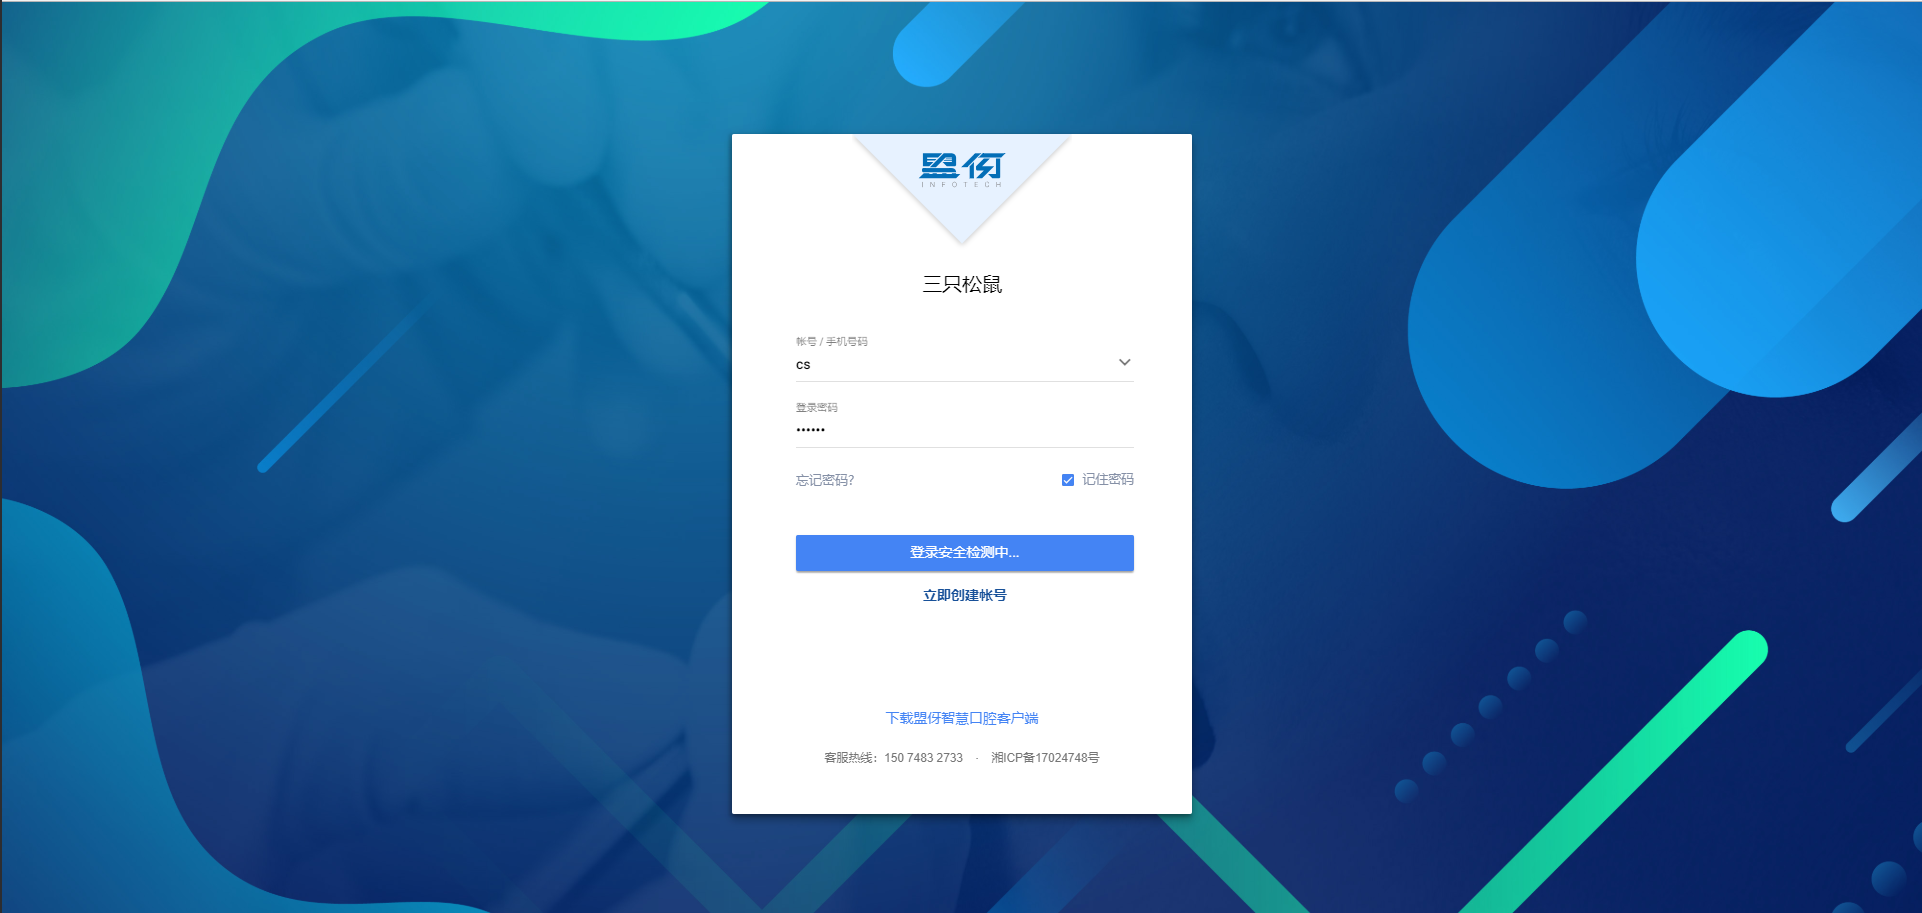 盟伢
INFOTECH
三只松鼠
帐号 / 手机号码
cs
登录密码
••••••
忘记密码?
记住密码
登录安全检测中...
立即创建帐号
下载盟伢智慧口腔客户端
客服热线：150 7483 2733 · 湘ICP备17024748号